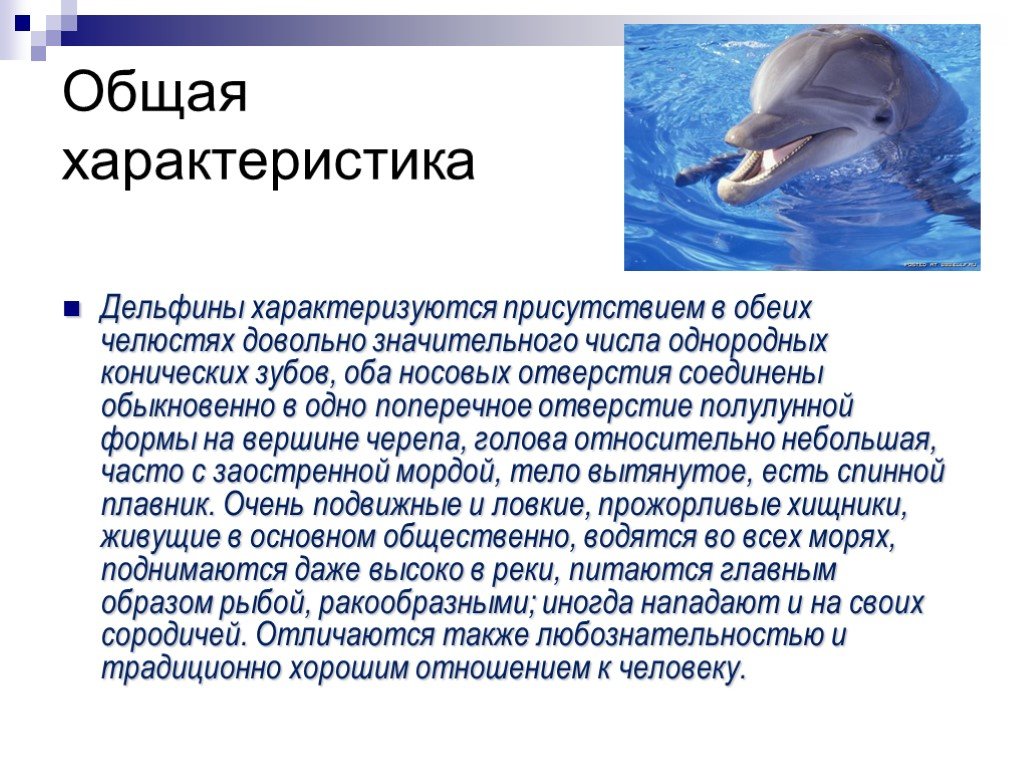 Общая
характеристика
Дельфины характеризуются присутствием в обеих
челюстях довольно значительного числа однородных
конических зубов, оба носовых отверстия соединены
обыкновенно в одно поперечное отверстие полулунной
формы на вершине черепа, голова относительно небольшая,
часто с заостренной мордой, тело вытянутое, есть спинной
плавник. Очень подвижные и ловкие, прожорливые хищники,
живущие в основном общественно, водятся во всех морях,
поднимаются даже высоко в реки, питаются главным
образом рыбой, ракообразными; иногда нападают и на своих
сородичей. Отличаются также любознательностью и
традиционно хорошим отношением к человеку.
POSTED AT